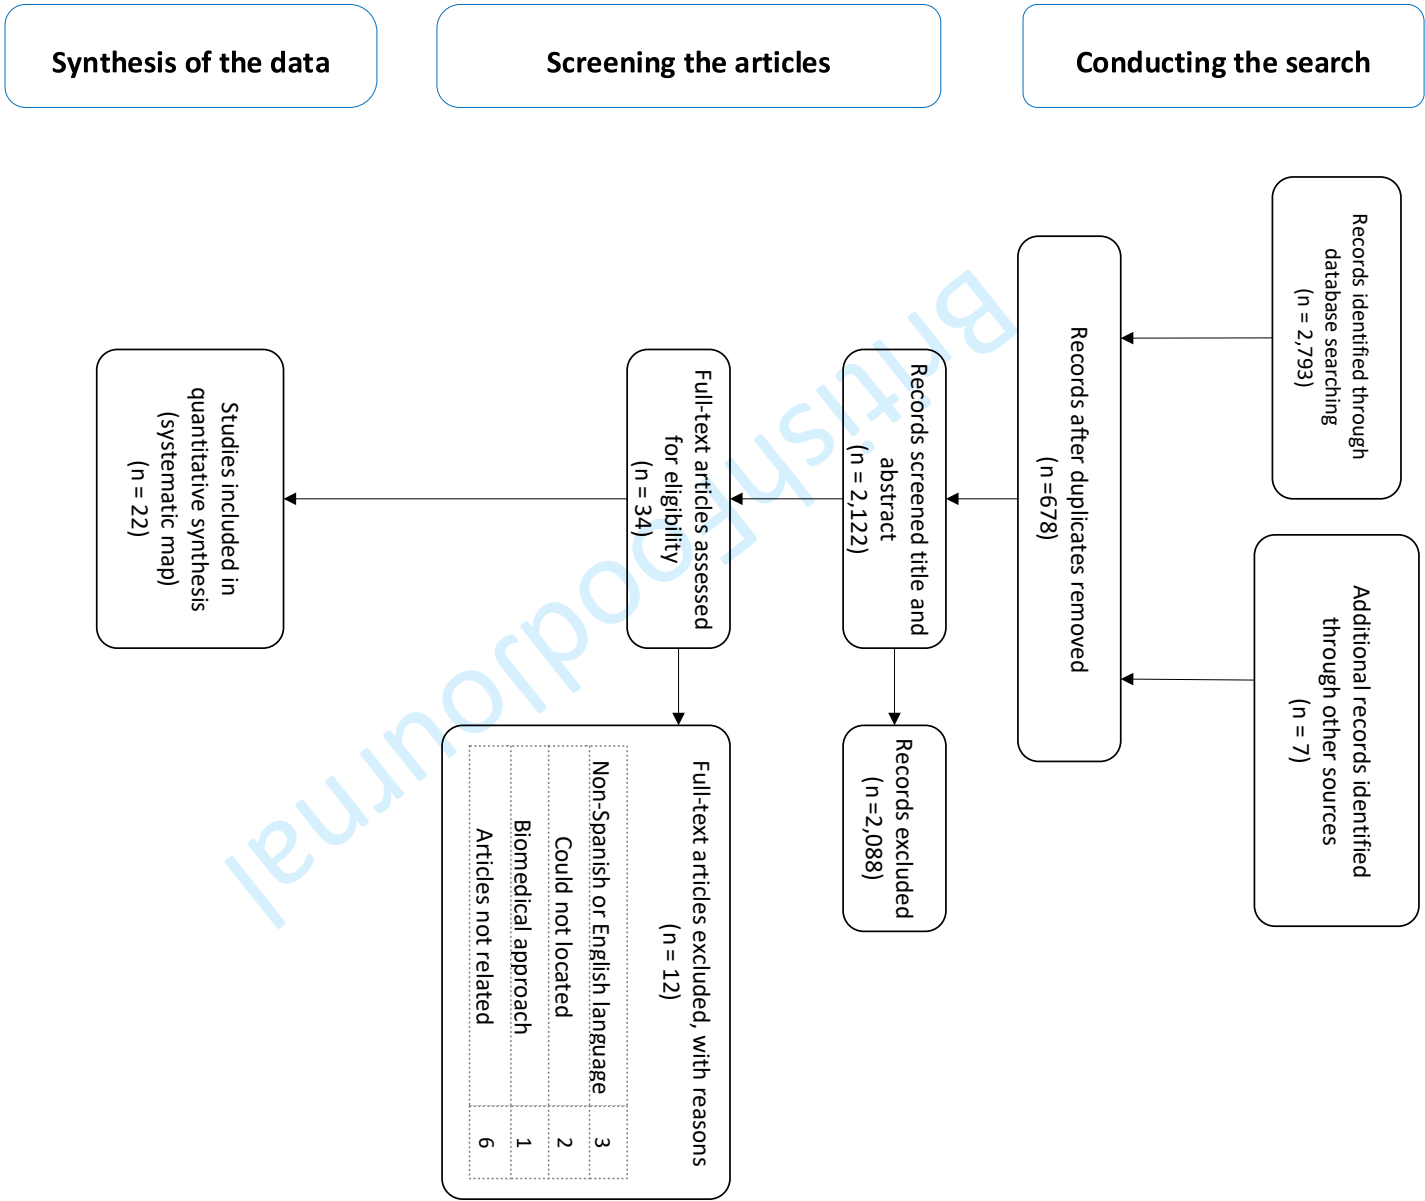 Conducting the search
Records identified through
database searching
(n = 2,793)
Additional records identified
through other sources
(n = 7)
Records after duplicates removed
(n =678)
Screening the articles
Records screened title and
abstract
(n = 2,122)
Records excluded
(n =2,088)
Full-text articles assessed
for eligibility
(n = 34)
Full-text articles excluded, with reasons
(n = 12)
Non-Spanish or English language 3
Could not located 2
Biomedical approach 1
Articles not related 6
Synthesis of the data
Studies included in
quantitative synthesis
(systematic map)
(n = 22)
BritishFoodJournal